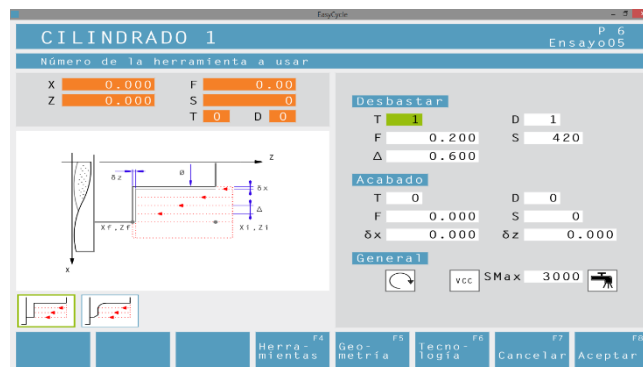 EasyCycle
CILINDRADO 1
P 6
Ensayo05
Número de la herramienta a usar
X 0.000 F 0.00
Z 0.000 S 0
T 0 D 0
Z
δz
ø
δx
Δ
Xf,Zf
Xi,Zi
X
Desbastar
T 1 D 1
F 0.200 S 420
Δ 0.600
Acabado
T 0 D 0
F 0.000 S 0
δx 0.000 δz 0.000
General
VCC SMax 3000
F4
Herra-
mientas
F5
Geo-
metría
F6
Tecno-
logía
F7
Cancelar
F8
Aceptar